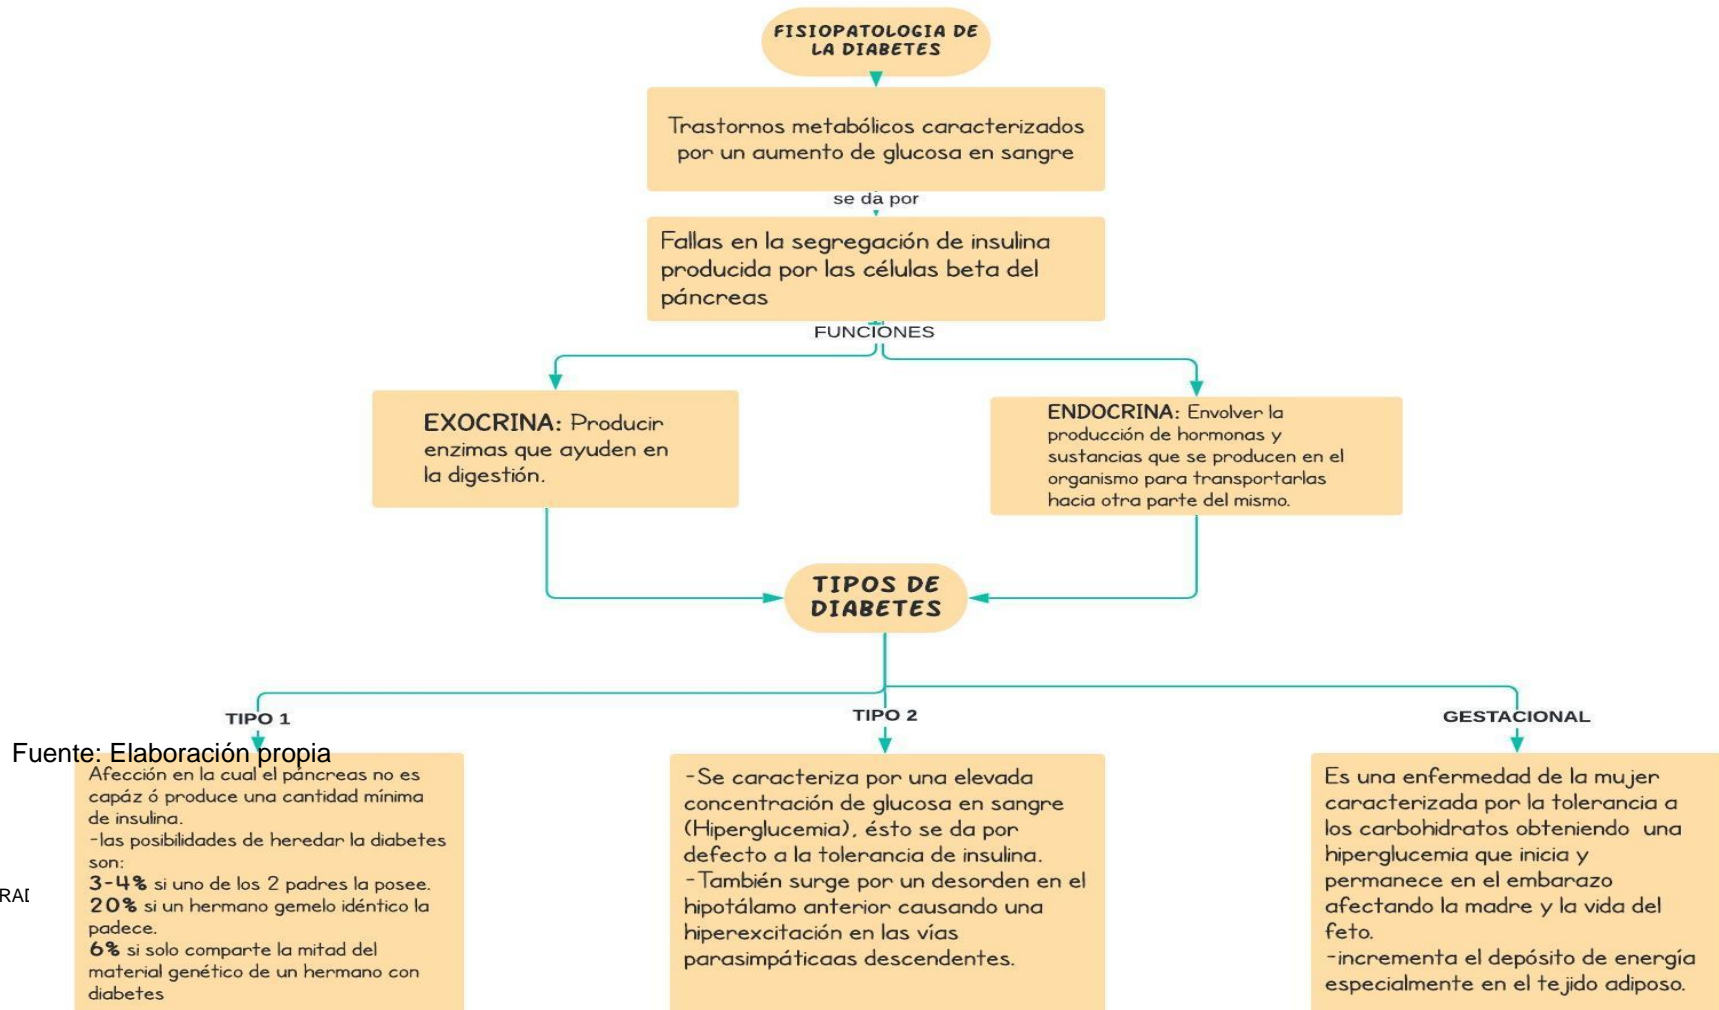 FISIOPATOLOGIA DE
LA DIABETES
Trastornos metabólicos caracterizados
por un aumento de glucosa en sangre
se da por
Fallas en la segregación de insulina
producida por las células beta del
páncreas
FUNCIONES
EXOCRINA: Producir
enzimas que ayuden en
la digestión.
ENDOCRINA: Envolver la
producción de hormonas y
sustancias que se producen en el
organismo para transportarlas
hacia otra parte del mismo.
TIPOS DE
DIABETES
TIPO 1
Fuente: Elaboración propia
Afección en la cual el páncreas no es
capáz ó produce una cantidad mínima
de insulina.
-las posibilidades de heredar la diabetes
son:
3-4% si uno de los 2 padres la posee.
20% si un hermano gemelo idéntico la
padece.
6% si solo comparte la mitad del
material genético de un hermano con
diabetes
TIPO 2
-Se caracteriza por una elevada
concentración de glucosa en sangre
(Hiperglucemia), ésto se da por
defecto a la tolerancia de insulina.
-También surge por un desorden en el
hipotálamo anterior causando una
hiperexcitación en las vías
parasimpáticaas descendentes.
GESTACIONAL
Es una enfermedad de la mujer
caracterizada por la tolerancia a
los carbohidratos obteniendo una
hiperglucemia que inicia y
permanece en el embarazo
afectando la madre y la vida del
feto.
-incrementa el depósito de energía
especialmente en el tejido adiposo.